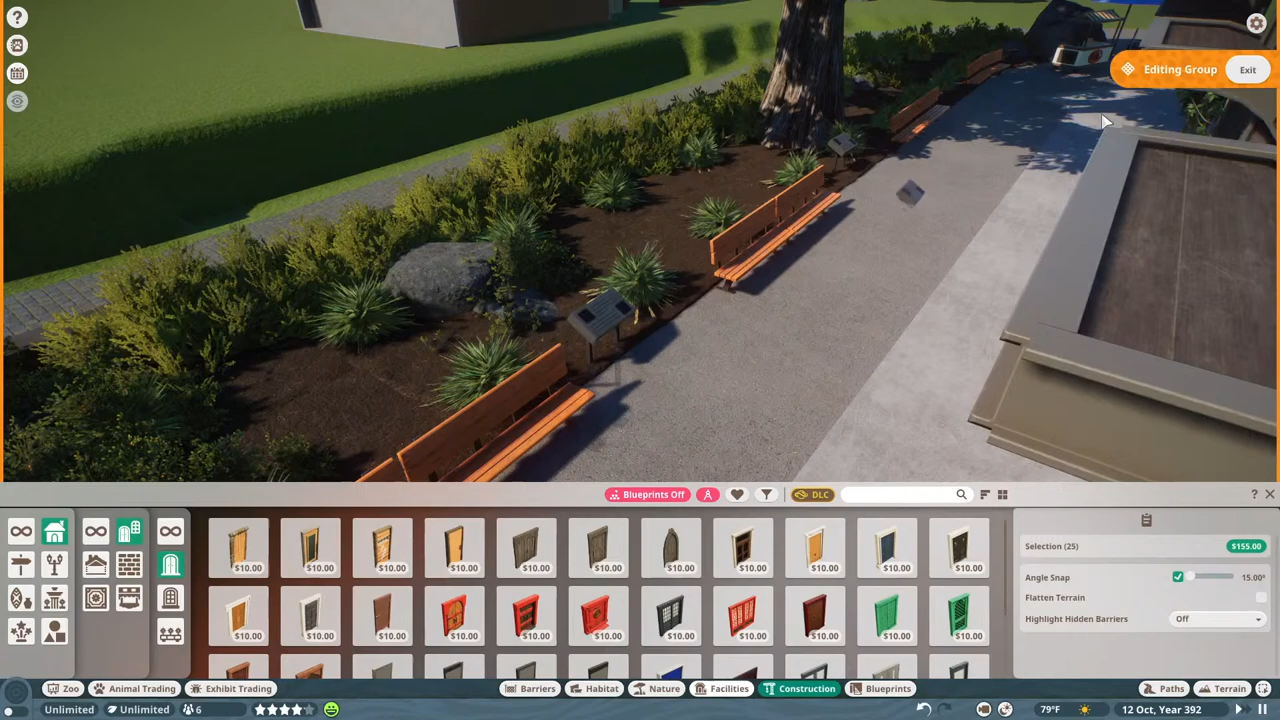 ?
Editing Group Exit
Blueprints Off DLC
? ×
$10.00 $10.00 $10.00 $10.00 $10.00 $10.00 $10.00 $10.00 $10.00 $10.00 $10.00
$10.00 $10.00 $10.00 $10.00 $10.00 $10.00 $10.00 $10.00 $10.00 $10.00 $10.00
Selection (25) $155.00
Angle Snap 15.00°
Flatten Terrain
Highlight Hidden Barriers Off
Zoo Animal Trading Exhibit Trading Barriers Habitat Nature Facilities Construction Blueprints Paths Terrain
Unlimited Unlimited 6 79°F 12 Oct, Year 392